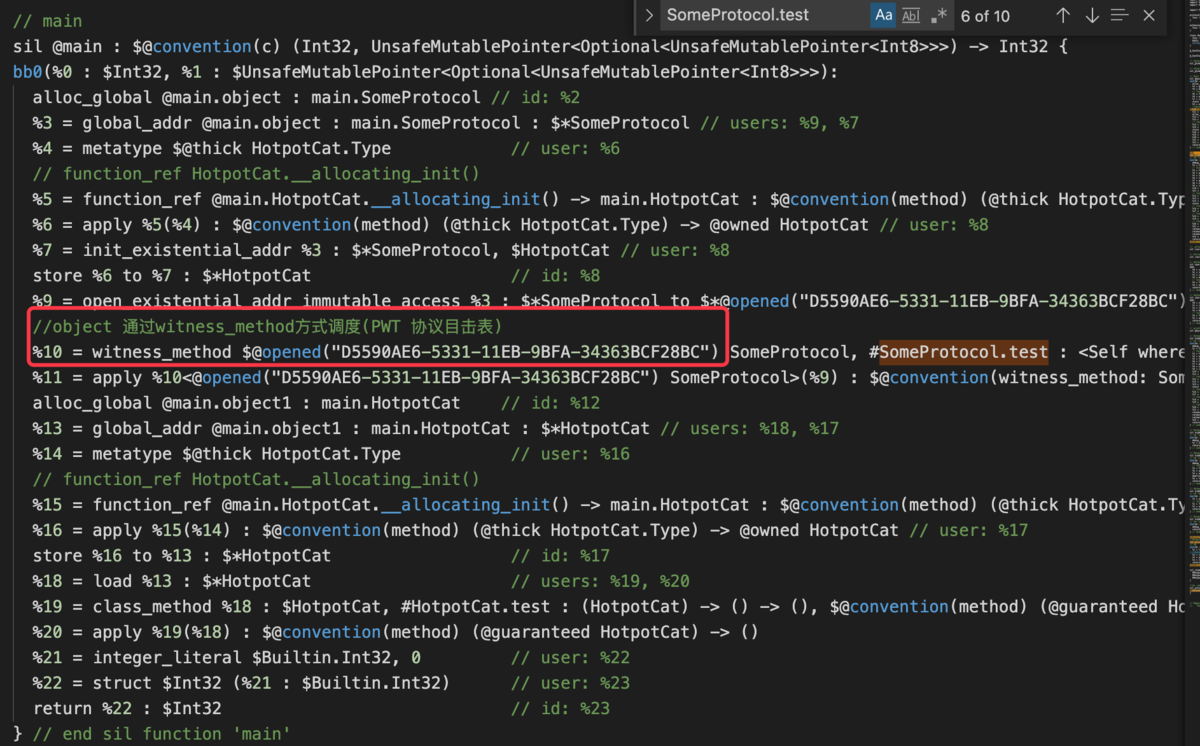 // main
SomeProtocol.test
Aa
Ab|
.*
6 of 10
sil @main : $@convention(c) (Int32, UnsafeMutablePointer<Optional<UnsafeMutablePointer<Int8>>>) -> Int32 {
bb0(%0 : $Int32, %1 : $UnsafeMutablePointer<Optional<UnsafeMutablePointer<Int8>>>):
  alloc_global @main.object : main.SomeProtocol // id: %2
  %3 = global_addr @main.object : main.SomeProtocol : $*SomeProtocol // users: %9, %7
  %4 = metatype $@thick HotpotCat.Type            // user: %6
  // function_ref HotpotCat.__allocating_init()
  %5 = function_ref @main.HotpotCat.__allocating_init() -> main.HotpotCat : $@convention(method) (@thick HotpotCat.Typ
  %6 = apply %5(%4) : $@convention(method) (@thick HotpotCat.Type) -> @owned HotpotCat // user: %8
  %7 = init_existential_addr %3 : $*SomeProtocol, $HotpotCat // user: %8
  store %6 to %7 : $*HotpotCat                    // id: %8
  %9 = open_existential_addr immutable_access %3 : $*SomeProtocol to $*@opened("D5590AE6-5331-11EB-9BFA-34363BCF28BC")
  //object 通过witness_method方式调度(PWT 协议目击表)
  %10 = witness_method $@opened("D5590AE6-5331-11EB-9BFA-34363BCF28BC") SomeProtocol, #SomeProtocol.test : <Self where
  %11 = apply %10<@opened("D5590AE6-5331-11EB-9BFA-34363BCF28BC") SomeProtocol>(%9) : $@convention(witness_method: Som
  alloc_global @main.object1 : main.HotpotCat    // id: %12
  %13 = global_addr @main.object1 : main.HotpotCat : $*HotpotCat // users: %18, %17
  %14 = metatype $@thick HotpotCat.Type           // user: %16
  // function_ref HotpotCat.__allocating_init()
  %15 = function_ref @main.HotpotCat.__allocating_init() -> main.HotpotCat : $@convention(method) (@thick HotpotCat.Ty
  %16 = apply %15(%14) : $@convention(method) (@thick HotpotCat.Type) -> @owned HotpotCat // user: %17
  store %16 to %13 : $*HotpotCat                  // id: %17
  %18 = load %13 : $*HotpotCat                    // users: %19, %20
  %19 = class_method %18 : $HotpotCat, #HotpotCat.test : (HotpotCat) -> () -> (), $@convention(method) (@guaranteed Ho
  %20 = apply %19(%18) : $@convention(method) (@guaranteed HotpotCat) -> ()
  %21 = integer_literal $Builtin.Int32, 0         // user: %22
  %22 = struct $Int32 (%21 : $Builtin.Int32)      // user: %23
  return %22 : $Int32                             // id: %23
} // end sil function 'main'